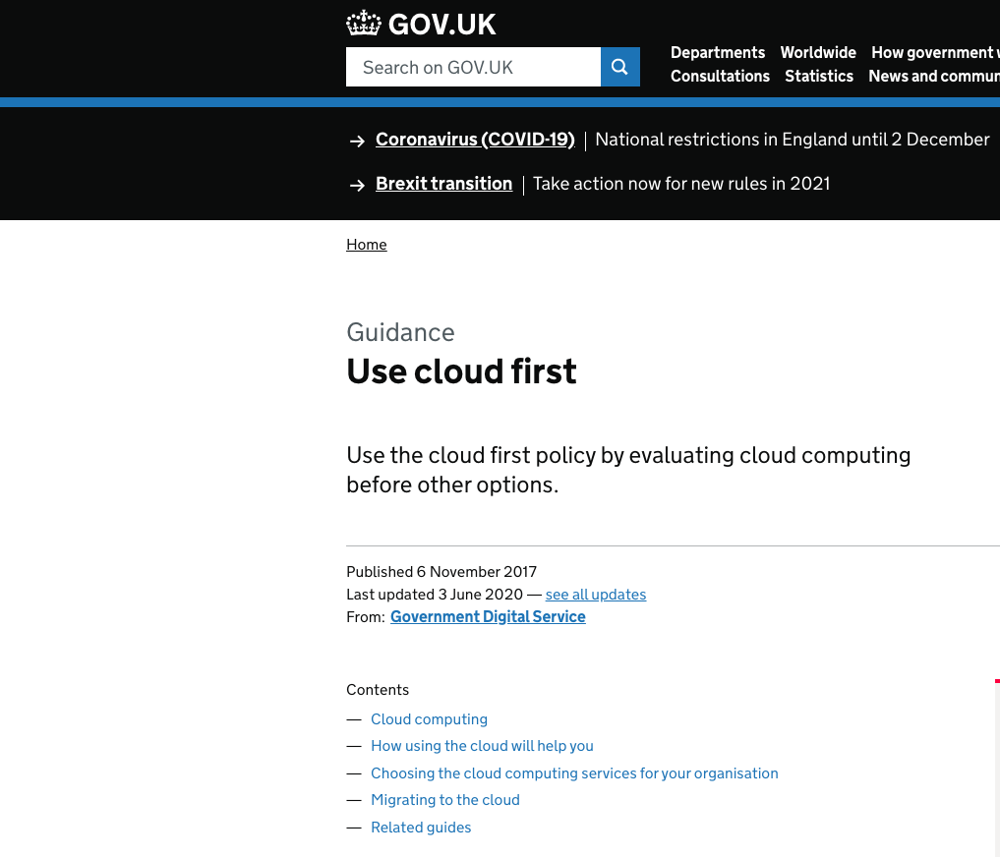 GOV.UK
Search on GOV.UK
Departments Worldwide How government
Consultations Statistics News and
→ Coronavirus (COVID-19) | National restrictions in England until 2 December
→ Brexit transition | Take action now for new rules in 2021
Home
Guidance
Use cloud first
Use the cloud first policy by evaluating cloud computing
before other options.
Published 6 November 2017
Last updated 3 June 2020 — see all updates
From: Government Digital Service
Contents
— Cloud computing
— How using the cloud will help you
— Choosing the cloud computing services for your organisation
— Migrating to the cloud
— Related guides